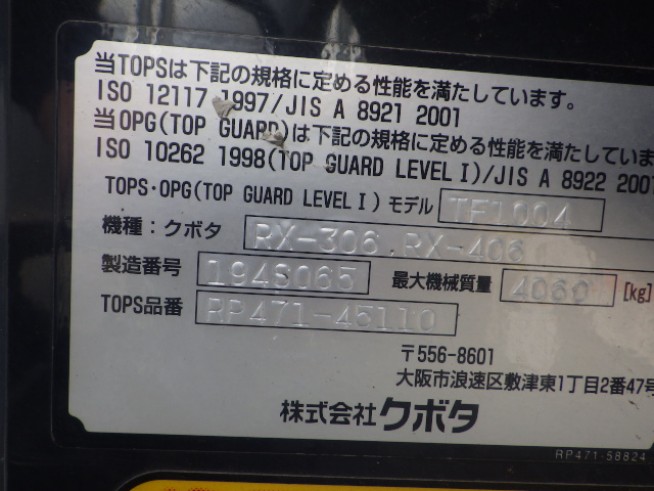 当TOPSは下記の規格に定める性能を満たしています。
ISO 12117 1997/JIS A 8921 2001
当OPG(TOP GUARD)は下記の規格に定める性能を満たしていま
ISO 10262 1998(TOP GUARD LEVEL I)/JIS A 8922 2001
TOPS・OPG(TOP GUARD LEVEL I) モデル TF1004
機種: クボタ RX-306.RX-406
製造番号 194S065 最大機械質量 4060 [kg]
TOPS品番 RP471-45110
〒556-8601
大阪市浪速区敷津東1丁目2番47号
株式会社 クボタ
RP471-58824